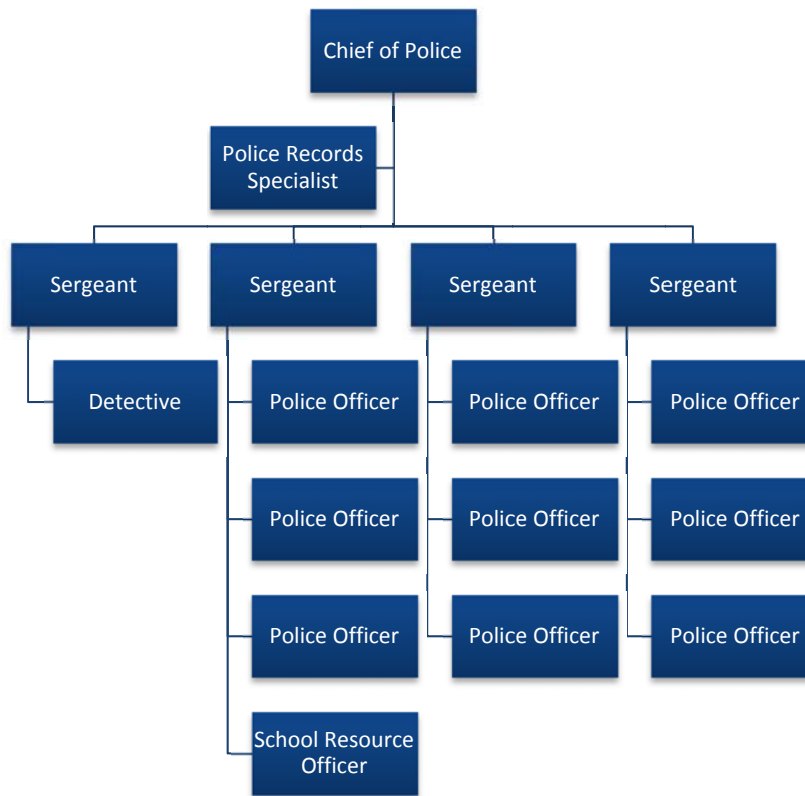 Chief of Police
Police Records
Specialist
Sergeant
Sergeant
Sergeant
Sergeant
Detective
Police Officer
Police Officer
Police Officer
Police Officer
Police Officer
Police Officer
Police Officer
Police Officer
Police Officer
School Resource
Officer